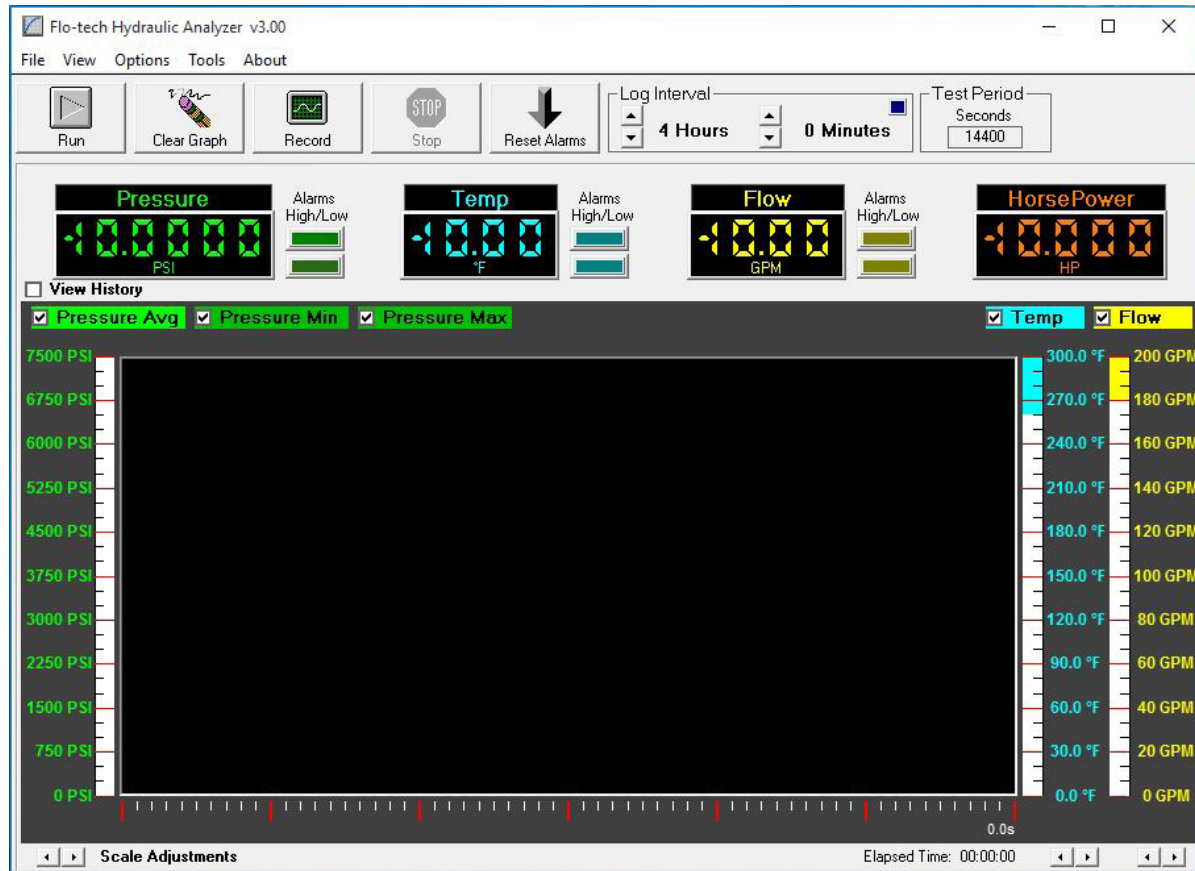 Flo-tech Hydraulic Analyzer v3.00
File View Options Tools About
Run
Clear Graph
Record
STOP
Stop
Reset Alarms
Log Interval
4 Hours
0 Minutes
Test Period
Seconds
14400
Pressure
-10.0000
PSI
Alarms
High/Low
Temp
-10.00
°F
Alarms
High/Low
Flow
-10.00
GPM
Alarms
High/Low
HorsePower
-10.000
HP
View History
Pressure Avg Pressure Min Pressure Max Temp Flow
7500 PSI 300.0 °F 200 GPM
6750 PSI 270.0 °F 180 GPM
6000 PSI 240.0 °F 160 GPM
5250 PSI 210.0 °F 140 GPM
4500 PSI 180.0 °F 120 GPM
3750 PSI 150.0 °F 100 GPM
3000 PSI 120.0 °F 80 GPM
2250 PSI 90.0 °F 60 GPM
1500 PSI 60.0 °F 40 GPM
750 PSI 30.0 °F 20 GPM
0 PSI 0.0 °F 0 GPM
0.0s
Scale Adjustments Elapsed Time: 00:00:00